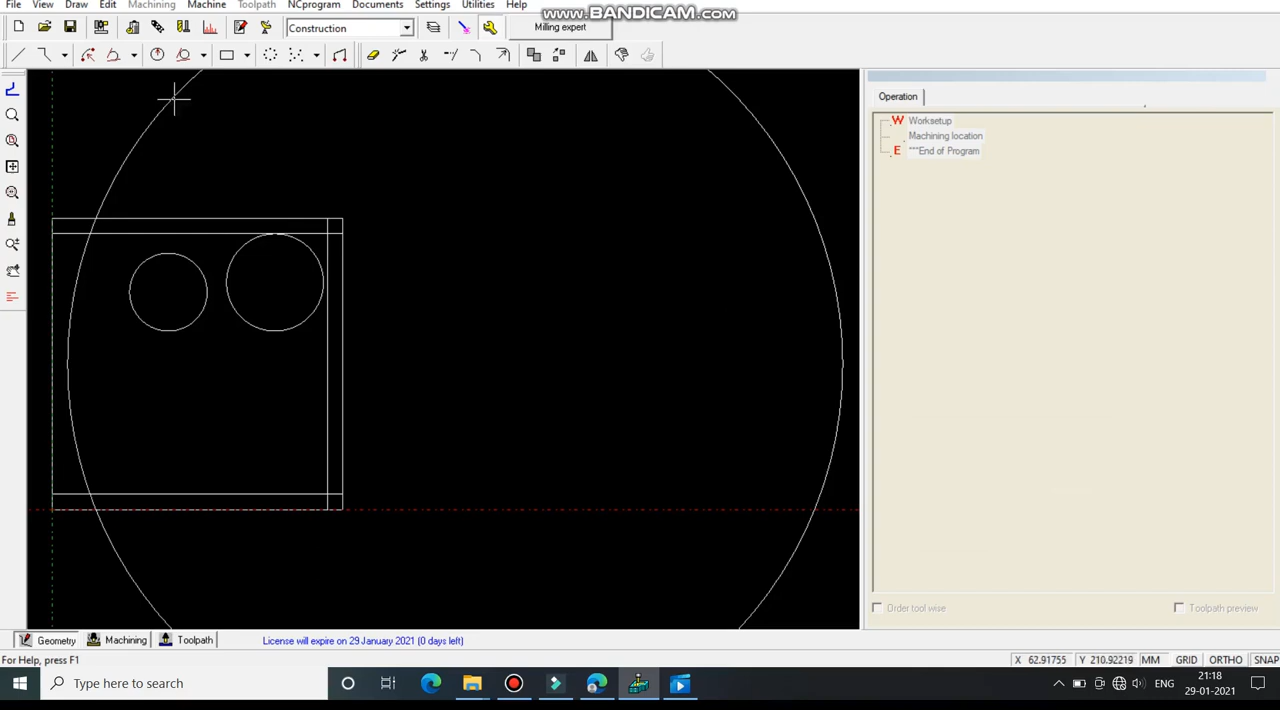 File View Draw Edit Machining Machine Toolpath NCprogram Documents Settings Utilities Help
www.BANDICAM.com
Construction
Milling expert
Operation
W Worksetup
Machining location
E ***End of Program
Order tool wise
Toolpath preview
Geometry Machining Toolpath
License will expire on 29 January 2021 (0 days left)
For Help, press F1
X 62.91755 Y 210.92219 MM GRID ORTHO SNAP
Type here to search
ENG
21:18
29-01-2021